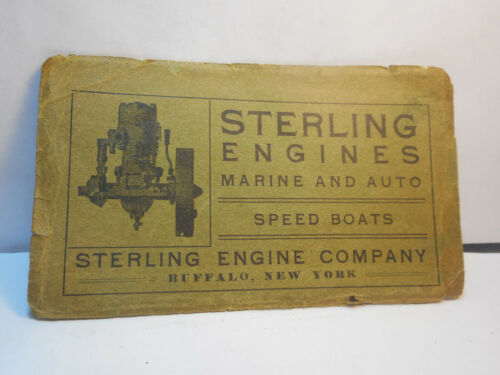 STERLING
ENGINES
MARINE AND AUTO
SPEED BOATS
STERLING ENGINE COMPANY
BUFFALO, NEW YORK